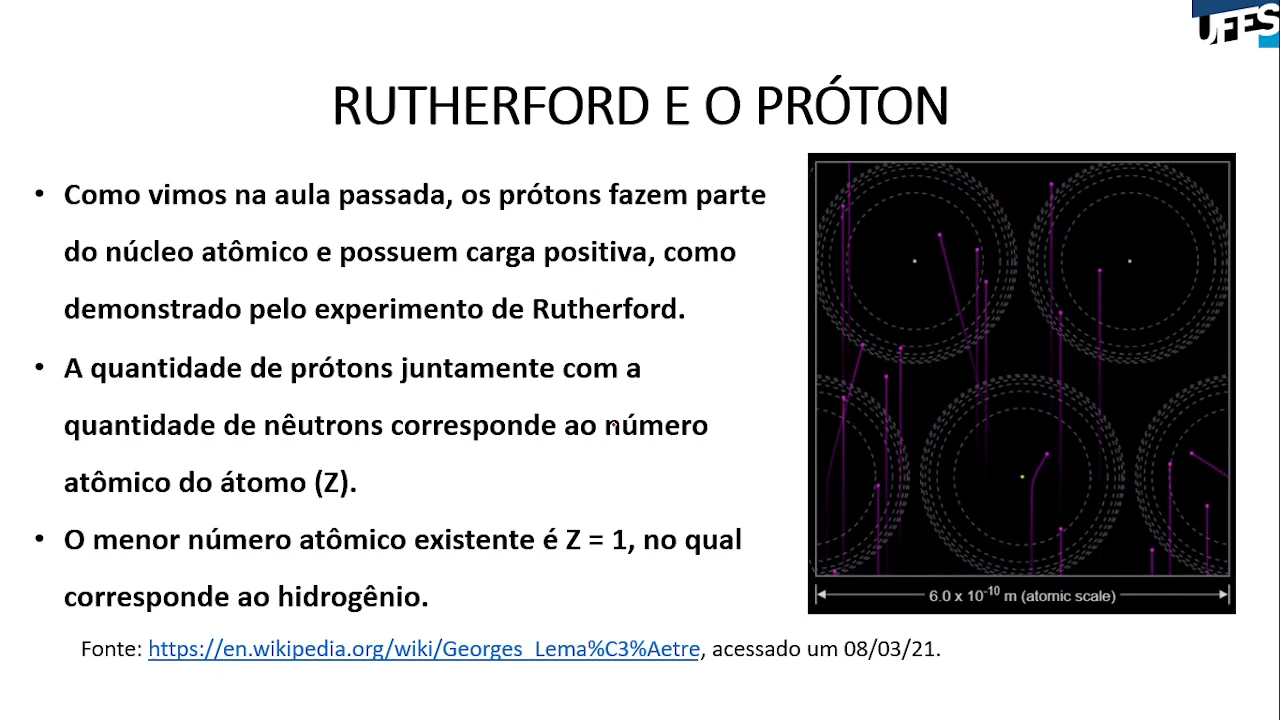 UFES
RUTHERFORD E O PRÓTON
• Como vimos na aula passada, os prótons fazem parte
do núcleo atômico e possuem carga positiva, como
demonstrado pelo experimento de Rutherford.
• A quantidade de prótons juntamente com a
quantidade de nêutrons corresponde ao número
atômico do átomo (Z).
• O menor número atômico existente é Z = 1, no qual
corresponde ao hidrogênio.
6.0 x 10⁻¹⁰ m (atomic scale)
Fonte: https://en.wikipedia.org/wiki/Georges_Lema%C3%Aetre, acessado um 08/03/21.